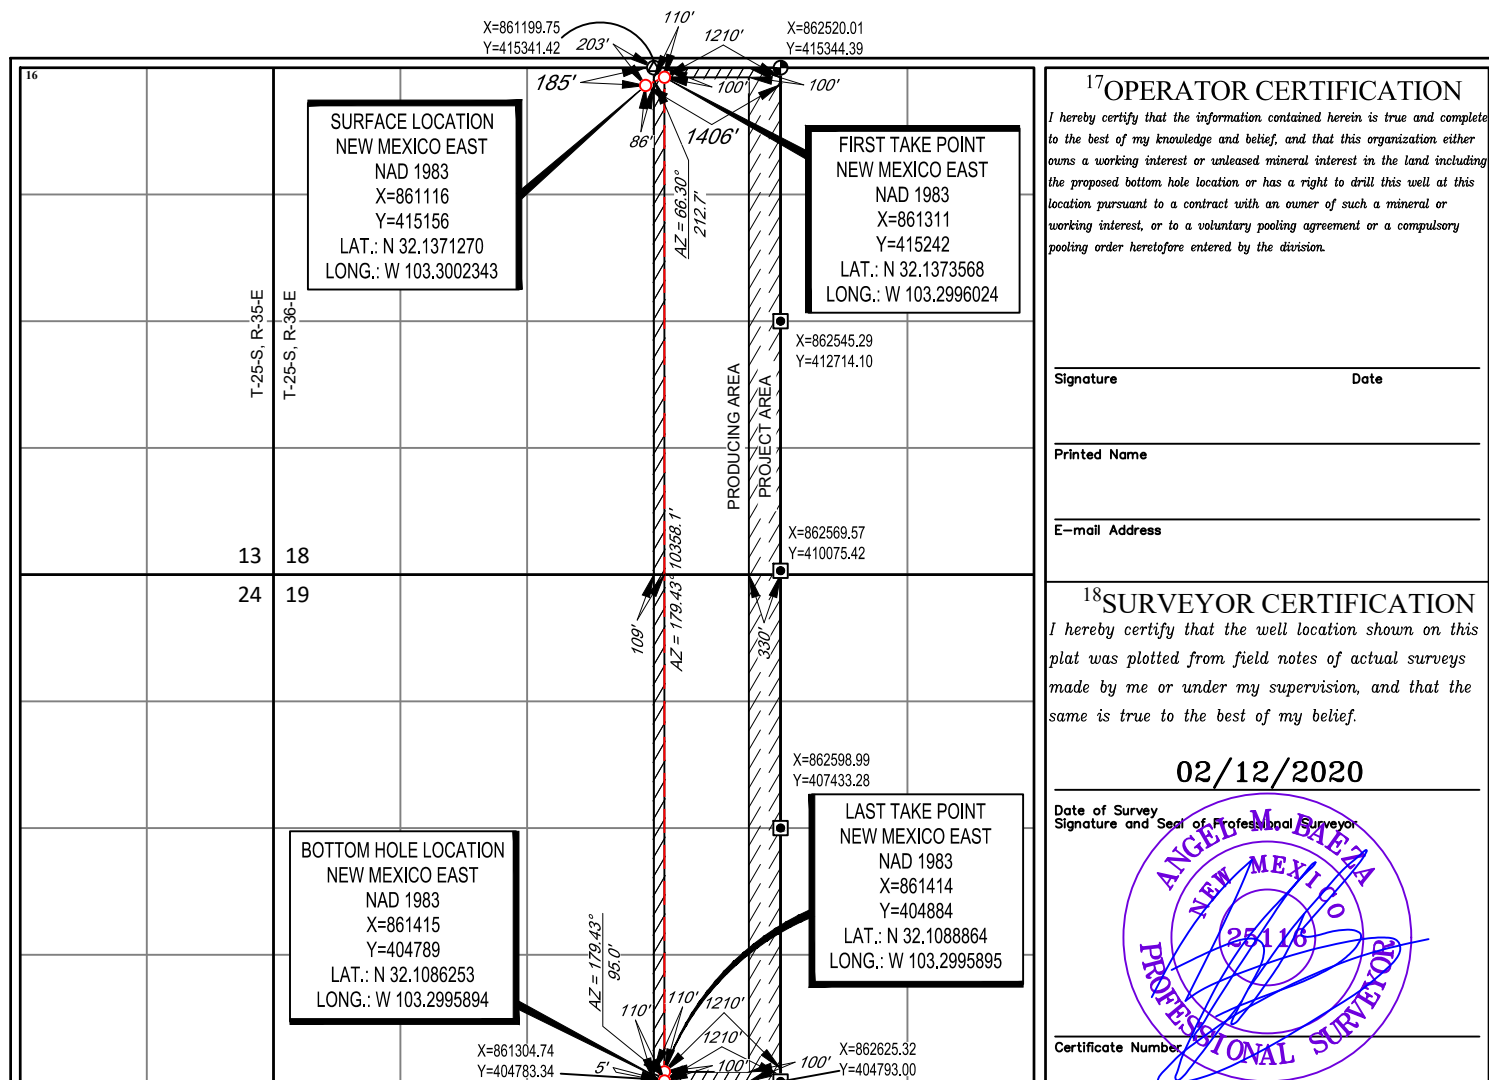 X=861199.75
Y=415341.42
203'
110'
1210'
X=862520.01
Y=415344.39
16
185'
100'
100'
86'
1406'
SURFACE LOCATION
NEW MEXICO EAST
NAD 1983
X=861116
Y=415156
LAT.: N 32.1371270
LONG.: W 103.3002343
AZ = 66.30°
212.7'
FIRST TAKE POINT
NEW MEXICO EAST
NAD 1983
X=861311
Y=415242
LAT.: N 32.1373568
LONG.: W 103.2996024
T-25-S, R-35-E
T-25-S, R-36-E
X=862545.29
Y=412714.10
PRODUCING AREA
PROJECT AREA
X=862569.57
Y=410075.42
13 18
24 19
109'
AZ = 179.43° 10358.1'
330'
X=862598.99
Y=407433.28
LAST TAKE POINT
NEW MEXICO EAST
NAD 1983
X=861414
Y=404884
LAT.: N 32.1088864
LONG.: W 103.2995895
BOTTOM HOLE LOCATION
NEW MEXICO EAST
NAD 1983
X=861415
Y=404789
LAT.: N 32.1086253
LONG.: W 103.2995894
AZ = 179.43°
95.0'
110'
110'
1210'
1210'
X=861304.74
Y=404783.34
5'
100'
100'
X=862625.32
Y=404793.00
17OPERATOR CERTIFICATION
I hereby certify that the information contained herein is true and complete
to the best of my knowledge and belief, and that this organization either
owns a working interest or unleased mineral interest in the land including
the proposed bottom hole location or has a right to drill this well at this
location pursuant to a contract with an owner of such a mineral or
working interest, or to a voluntary pooling agreement or a compulsory
pooling order heretofore entered by the division.
Signature Date
Printed Name
E-mail Address
18SURVEYOR CERTIFICATION
I hereby certify that the well location shown on this
plat was plotted from field notes of actual surveys
made by me or under my supervision, and that the
same is true to the best of my belief.
02/12/2020
Date of Survey
Signature and Seal of Professional Surveyor
ANGEL M. BAEZA
NEW MEXICO
25116
PROFESSIONAL SURVEYOR
Certificate Number